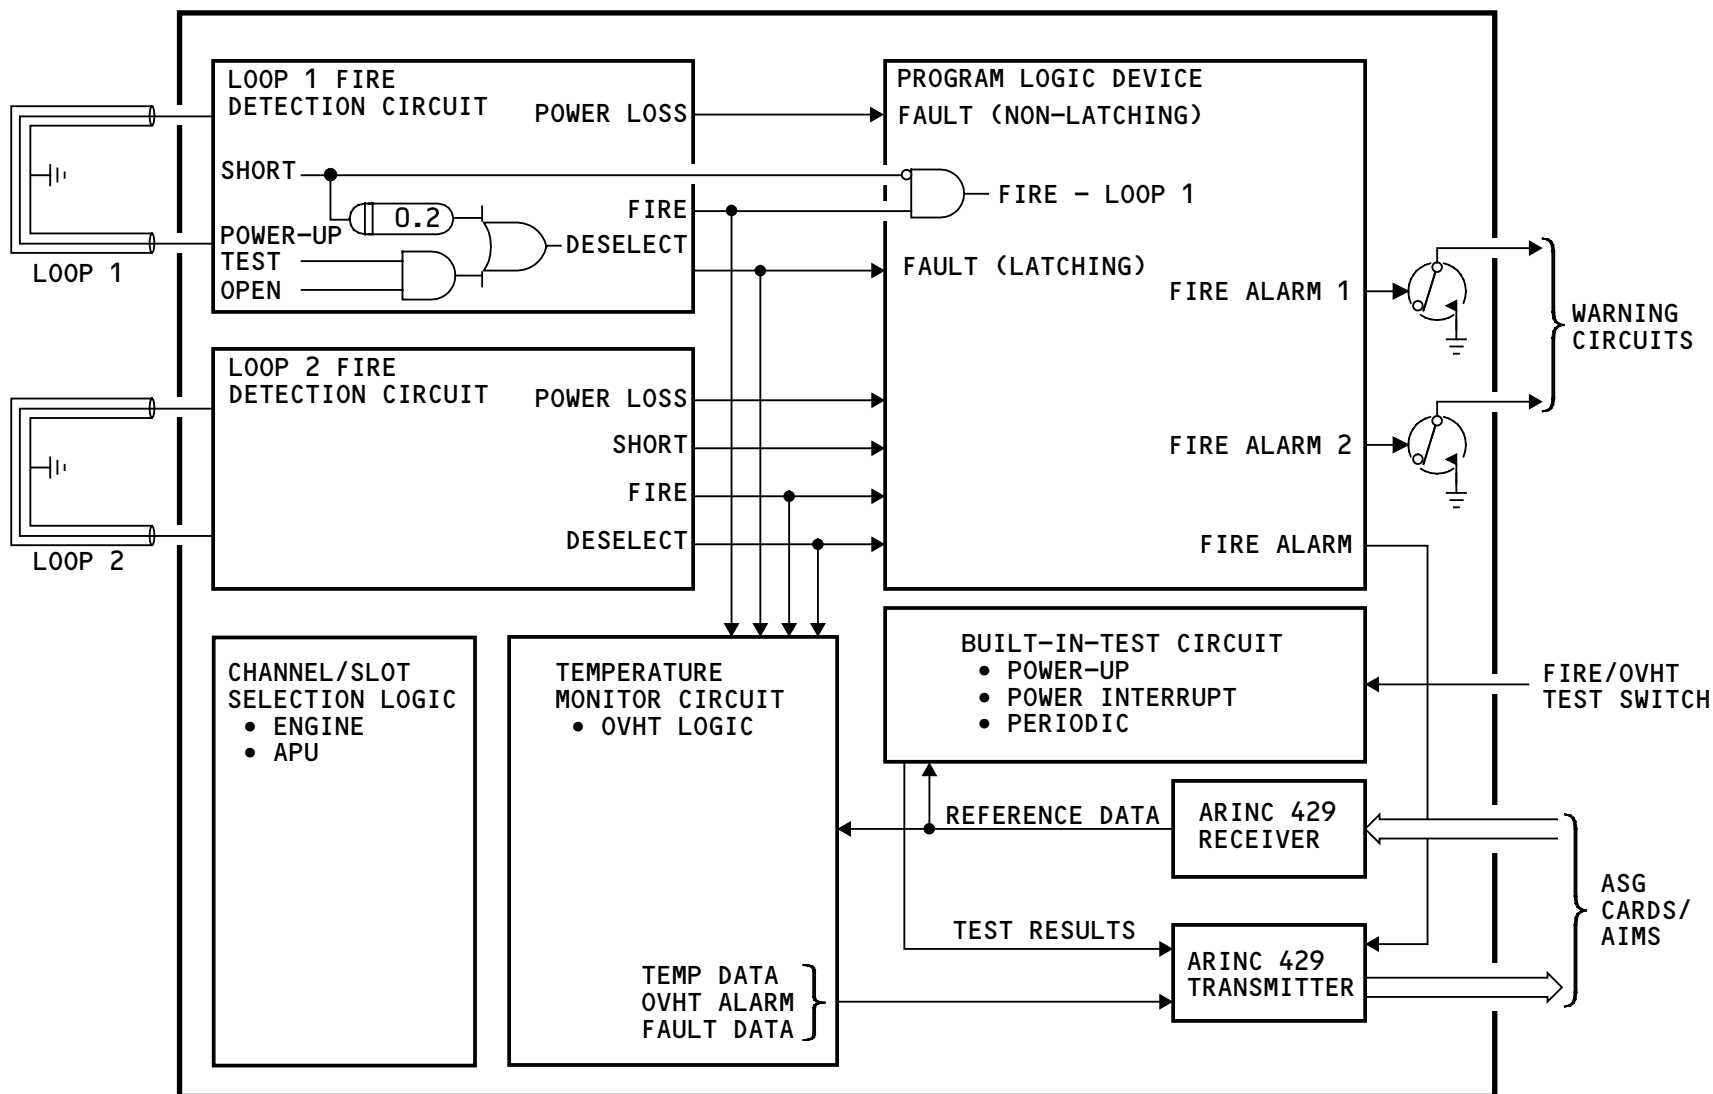 LOOP 1 FIRE
DETECTION CIRCUIT
POWER LOSS
SHORT
0.2
FIRE
POWER-UP
TEST
OPEN
DESELECT
LOOP 1
PROGRAM LOGIC DEVICE
FAULT (NON-LATCHING)
FIRE - LOOP 1
FAULT (LATCHING)
FIRE ALARM 1
FIRE ALARM 2
FIRE ALARM
WARNING
CIRCUITS
LOOP 2 FIRE
DETECTION CIRCUIT
POWER LOSS
SHORT
FIRE
DESELECT
LOOP 2
CHANNEL/SLOT
SELECTION LOGIC
• ENGINE
• APU
TEMPERATURE
MONITOR CIRCUIT
• OVHT LOGIC
TEMP DATA
OVHT ALARM
FAULT DATA
BUILT-IN-TEST CIRCUIT
• POWER-UP
• POWER INTERRUPT
• PERIODIC
FIRE/OVHT
TEST SWITCH
REFERENCE DATA
ARINC 429
RECEIVER
TEST RESULTS
ARINC 429
TRANSMITTER
ASG
CARDS/
AIMS